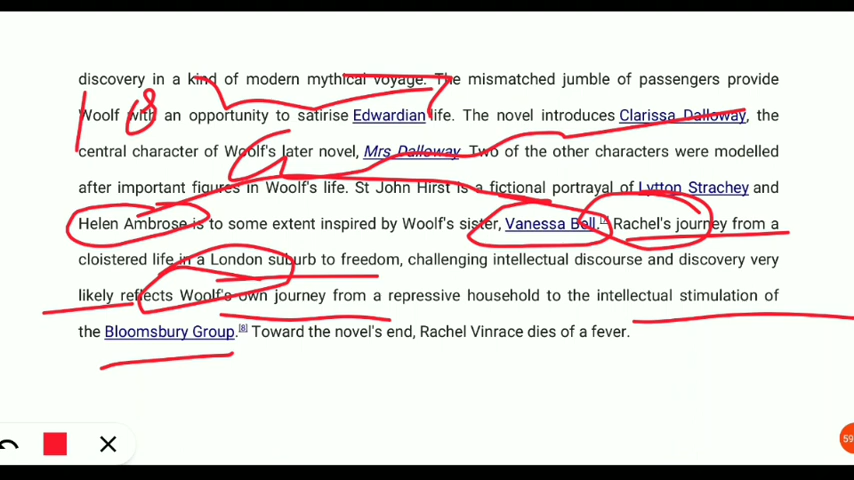 discovery in a kind of modern mythical voyage. The mismatched jumble of passengers provide
Woolf with an opportunity to satirise Edwardian life. The novel introduces Clarissa Dalloway, the
central character of Woolf's later novel, Mrs Dalloway. Two of the other characters were modelled
after important figures in Woolf's life. St John Hirst is a fictional portrayal of Lytton Strachey and
Helen Ambrose is to some extent inspired by Woolf's sister, Vanessa Bell. Rachel's journey from a
cloistered life in a London suburb to freedom, challenging intellectual discourse and discovery very
likely reflects Woolf's own journey from a repressive household to the intellectual stimulation of
the Bloomsbury Group.[8] Toward the novel's end, Rachel Vinrace dies of a fever.
59